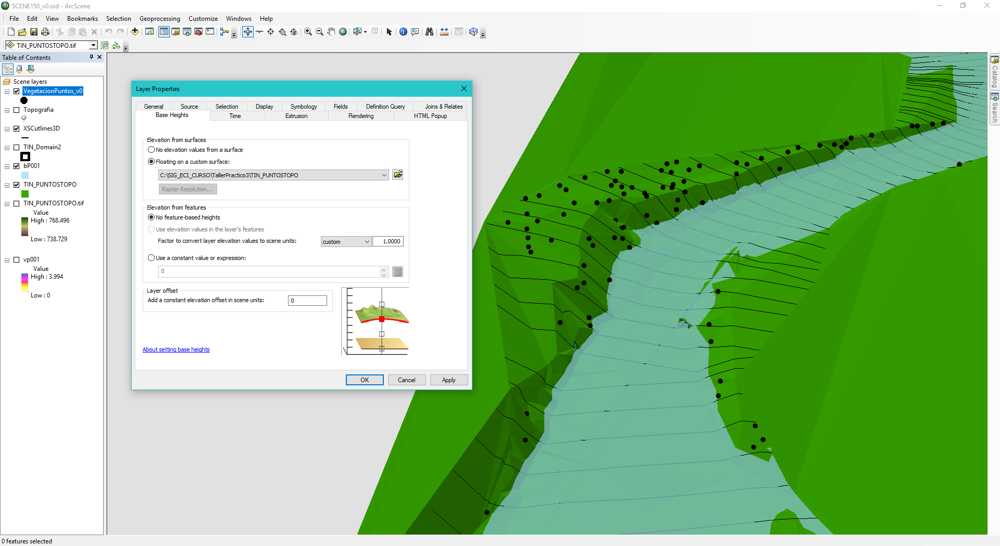 SCENE150_v0.sxd - ArcScene
File Edit View Bookmarks Selection Geoprocessing Customize Windows Help
TIN_PUNTOSTOPO.tif
Table of Contents
Scene layers
VegetacionPuntos_v0
Topografia
XSCutlines3D
TIN_Domain2
bP001
TIN_PUNTOSTOPO
TIN_PUNTOSTOPO.tif
Value
High : 768.496
Low : 738.729
vp001
Value
High : 3.994
Low : 0
Layer Properties
General Source Selection Display Symbology Fields Definition Query Joins & Relates
Base Heights Time Extrusion Rendering HTML Popup
Elevation from surfaces
No elevation values from a surface
Floating on a custom surface:
C:\SIG_ECI_CURSO\TallerPractico3\TIN_PUNTOSTOPO
Raster Resolution...
Elevation from features
No feature-based heights
Use elevation values in the layer's features
Factor to convert layer elevation values to scene units: custom 1.0000
Use a constant value or expression:
0
Layer offset
Add a constant elevation offset in scene units: 0
About setting base heights
OK Cancel Apply
Catalog
Search
0 features selected